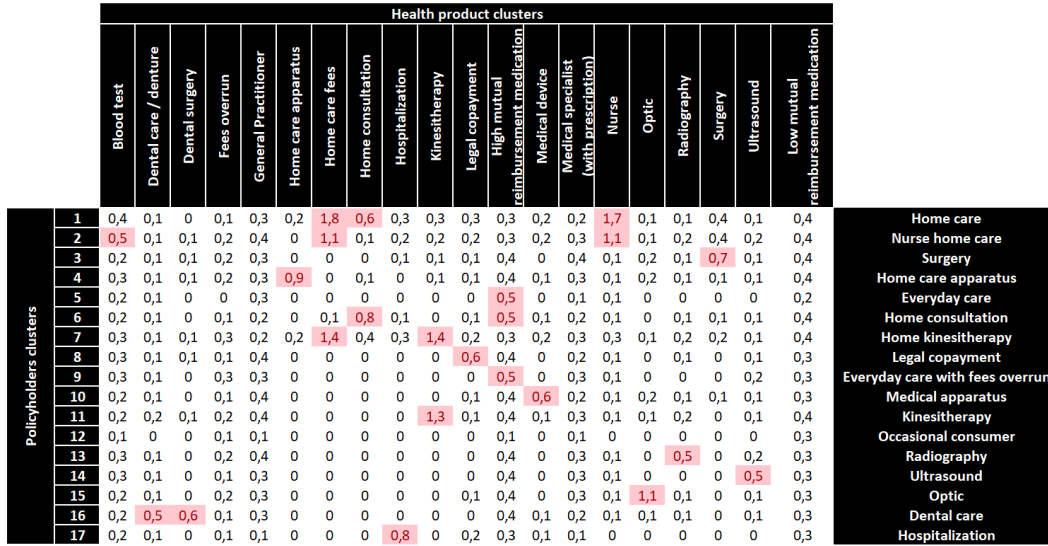 Health product clusters
Blood test
Dental care / denture
Dental surgery
Fees overrun
General Practitioner
Home care apparatus
Home care fees
Home consultation
Hospitalization
Kinesitherapy
Legal copayment
High mutual
reimbursement medication
Medical device
Medical specialist
(with prescription)
Nurse
Optic
Radiography
Surgery
Ultrasound
Low mutual
reimbursement medication
Policyholders clusters
1 0,4 0,1 0 0,1 0,3 0,2 1,8 0,6 0,3 0,3 0,3 0,3 0,2 0,2 1,7 0,1 0,1 0,4 0,1 0,4 Home care
2 0,5 0,1 0,1 0,2 0,4 0 1,1 0,1 0,2 0,2 0,2 0,3 0,2 0,3 1,1 0,1 0,2 0,4 0,2 0,4 Nurse home care
3 0,2 0,1 0,1 0,2 0,3 0 0 0 0,1 0,1 0,1 0,4 0 0,4 0,1 0,2 0,1 0,7 0,1 0,4 Surgery
4 0,3 0,1 0,1 0,2 0,3 0,9 0 0,1 0 0,1 0,1 0,4 0,1 0,3 0,1 0,2 0,1 0,1 0,1 0,4 Home care apparatus
5 0,2 0,1 0 0 0,3 0 0 0 0 0 0 0,5 0 0,1 0,1 0 0 0 0 0,2 Everyday care
6 0,2 0,1 0 0,1 0,2 0 0,1 0,8 0,1 0 0,1 0,5 0,1 0,2 0,1 0 0,1 0,1 0,1 0,4 Home consultation
7 0,3 0,1 0,1 0,3 0,2 0,2 1,4 0,4 0,3 1,4 0,2 0,3 0,2 0,3 0,3 0,1 0,2 0,2 0,1 0,4 Home kinesitherapy
8 0,3 0,1 0,1 0,1 0,4 0 0 0 0 0 0,6 0,4 0 0,2 0,1 0 0,1 0 0,1 0,3 Legal copayment
9 0,3 0,1 0 0,3 0,3 0 0 0 0 0 0 0,5 0 0,3 0,1 0 0 0 0,2 0,3 Everyday care with fees overrun
10 0,2 0,1 0,1 0,2 0,4 0 0 0 0 0 0,1 0,4 0,6 0,2 0,1 0,2 0,1 0,1 0,1 0,3 Medical apparatus
11 0,2 0,2 0,1 0,2 0,4 0 0 0 0 1,3 0,1 0,4 0,1 0,3 0,1 0,1 0,2 0 0,1 0,4 Kinesitherapy
12 0,1 0 0 0,1 0,1 0 0 0 0 0 0 0,1 0 0,1 0 0 0 0 0 0,3 Occasional consumer
13 0,3 0,1 0 0,2 0,4 0 0 0 0 0 0 0,4 0 0,3 0,1 0 0,5 0 0,2 0,3 Radiography
14 0,3 0,1 0 0,2 0,3 0 0 0 0 0 0 0,4 0 0,3 0,1 0 0 0 0,5 0,3 Ultrasound
15 0,2 0,1 0 0,2 0,3 0 0 0 0 0 0,1 0,4 0 0,3 0,1 1,1 0,1 0 0,1 0,3 Optic
16 0,2 0,5 0,6 0,1 0,3 0 0 0 0 0 0 0,4 0,1 0,2 0,1 0,1 0,1 0 0,1 0,3 Dental care
17 0,2 0,1 0 0,1 0,1 0 0 0 0,8 0 0 0,3 0,1 0,1 0 0 0 0 0 0,3 Hospitalization